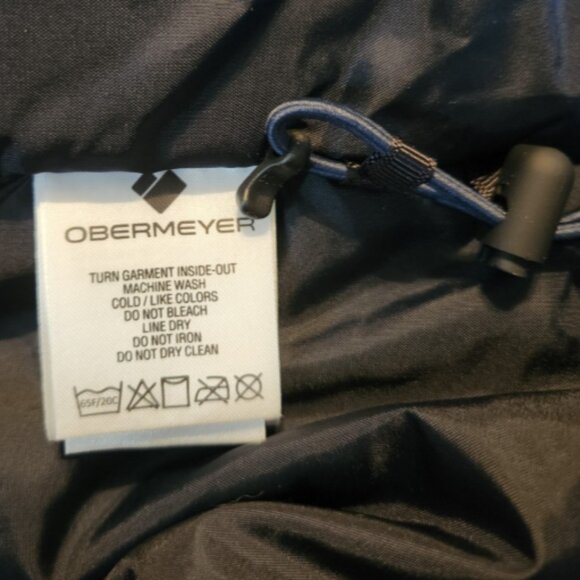 OBERMEYER
TURN GARMENT INSIDE-OUT
MACHINE WASH
COLD / LIKE COLORS
DO NOT BLEACH
LINE DRY
DO NOT IRON
DO NOT DRY CLEAN
65F/20C